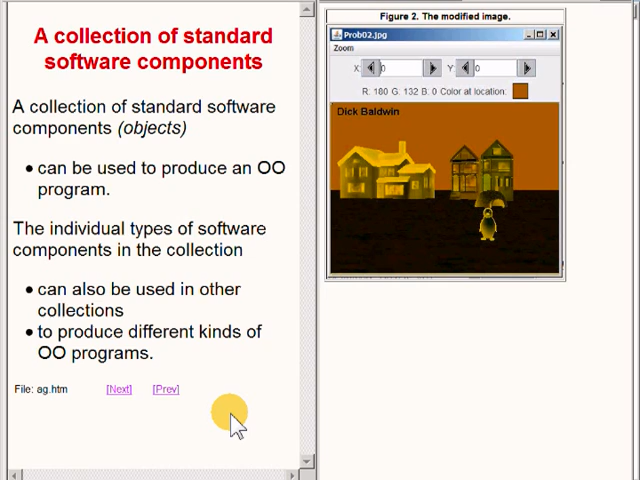 A collection of standard
software components
A collection of standard software
components (objects)
• can be used to produce an OO
program.
The individual types of software
components in the collection
• can also be used in other
collections
• to produce different kinds of
OO programs.
File: ag.htm [Next] [Prev]
Figure 2. The modified image.
Prob02.jpg
Zoom
X: 0 Y: 0
R: 180 G: 132 B: 0 Color at location:
Dick Baldwin